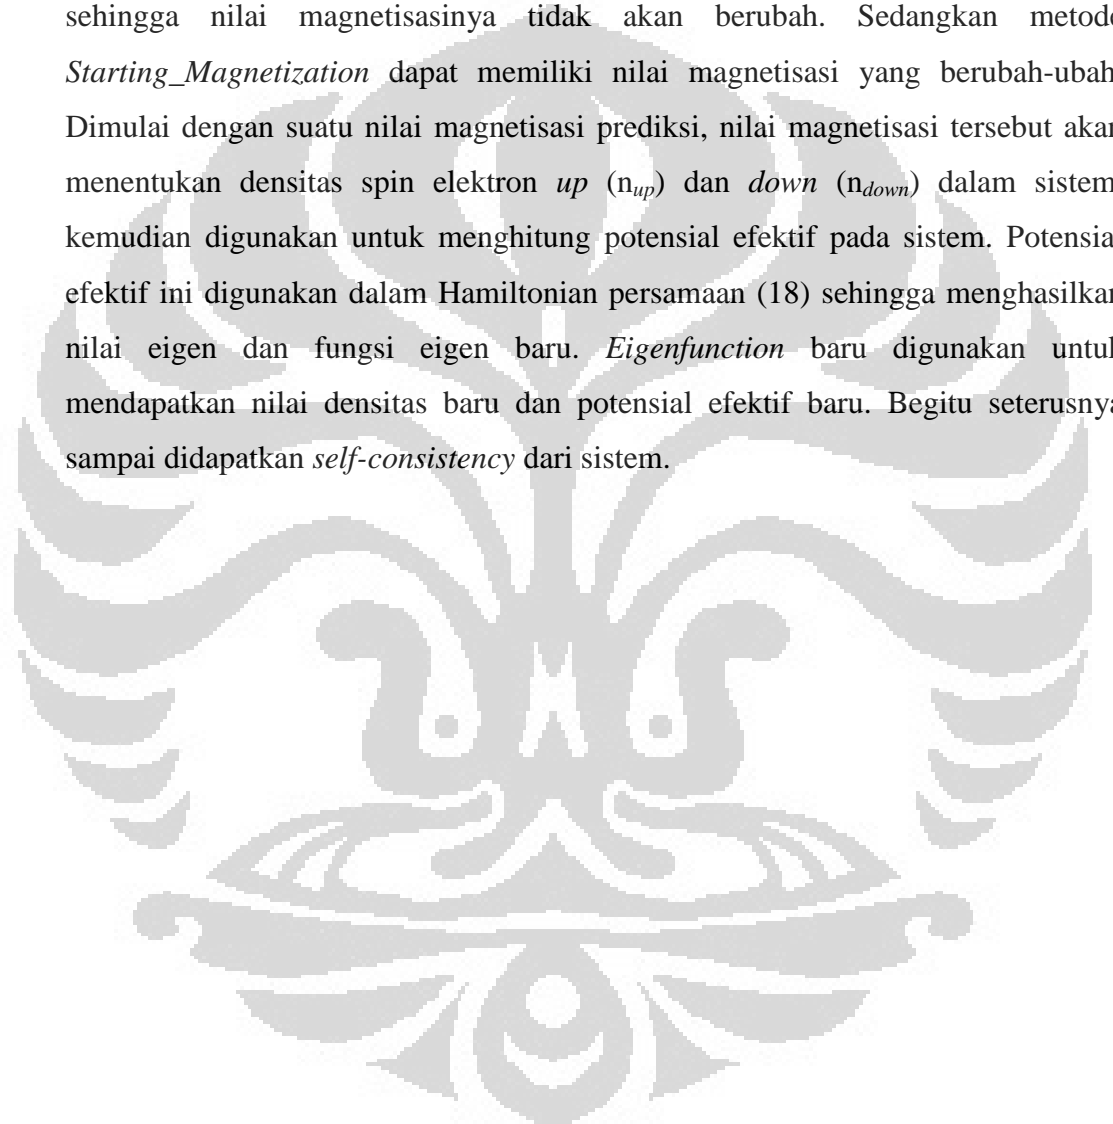 sehingga nilai magnetisasinya tidak akan berubah. Sedangkan metode
Starting_Magnetization dapat memiliki nilai magnetisasi yang berubah-ubah
Dimulai dengan suatu nilai magnetisasi prediksi, nilai magnetisasi tersebut akan
menentukan densitas spin elektron up (n_up) dan down (n_down) dalam sistem
kemudian digunakan untuk menghitung potensial efektif pada sistem. Potensial
efektif ini digunakan dalam Hamiltonian persamaan (18) sehingga menghasilkan
nilai eigen dan fungsi eigen baru. Eigenfunction baru digunakan untuk
mendapatkan nilai densitas baru dan potensial efektif baru. Begitu seterusnya
sampai didapatkan self-consistency dari sistem.